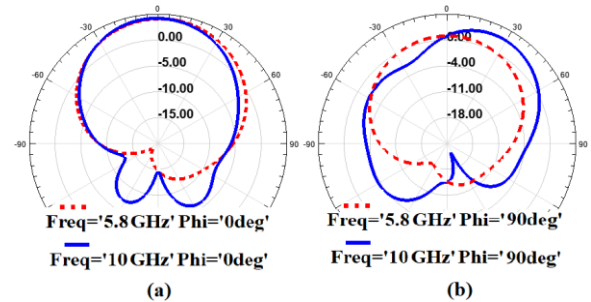 0
-30 30
0.00
-60 60
-5.00
-10.00
-15.00
-90 90
Freq='5.8 GHz' Phi='0deg'
Freq='10 GHz' Phi='0deg'
(a)
0
-30 30
0.00
-60 60
-4.00
-11.00
-18.00
-90 90
Freq='5.8 GHz' Phi='90deg'
Freq='10 GHz' Phi='90deg'
(b)